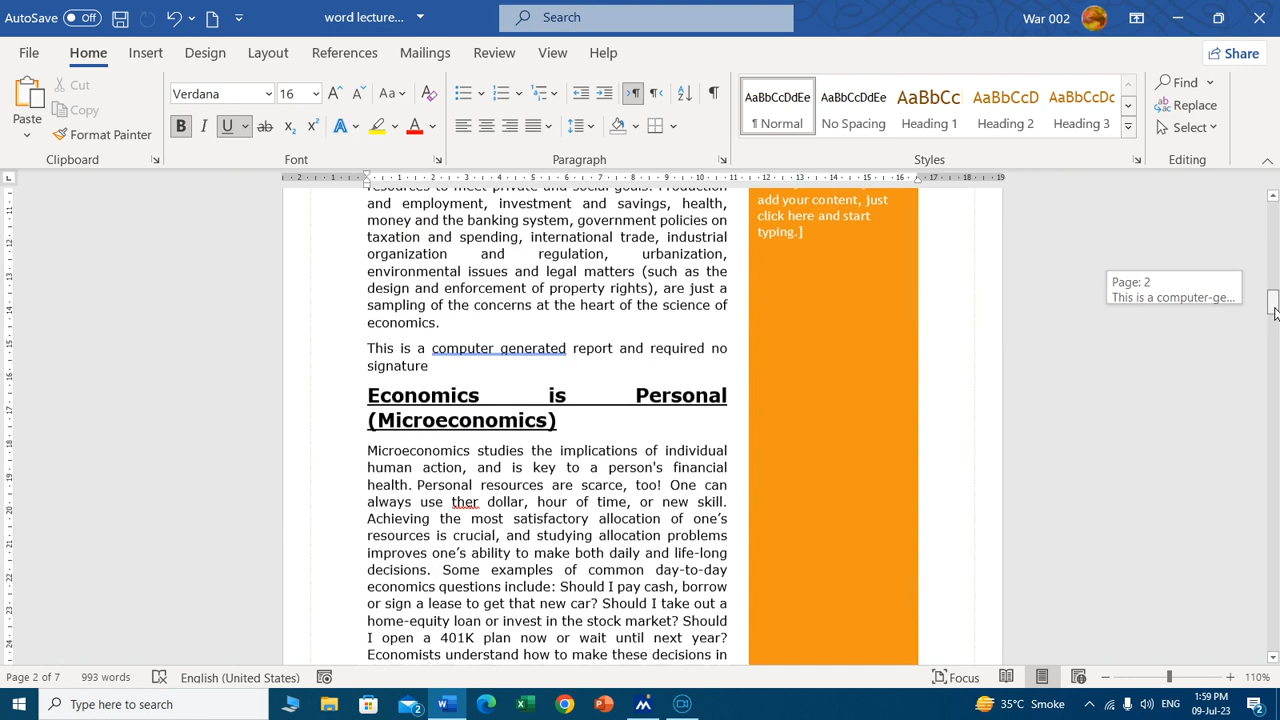 AutoSave Off word lecture... Search War 002
File Home Insert Design Layout References Mailings Review View Help Share
Paste Cut Copy Format Painter Clipboard
Verdana 16 Font
Paragraph
AaBbCcDdEe AaBbCcDdEe AaBbCc AaBbCcD AaBbCcDc
¶ Normal No Spacing Heading 1 Heading 2 Heading 3
Styles
Find
Replace
Select
Editing
resources to meet private and social goals. Production
and employment, investment and savings, health,
money and the banking system, government policies on
taxation and spending, international trade, industrial
organization and regulation, urbanization,
environmental issues and legal matters (such as the
design and enforcement of property rights), are just a
sampling of the concerns at the heart of the science of
economics.
This is a computer generated report and required no
signature
Economics is Personal
(Microeconomics)
Microeconomics studies the implications of individual
human action, and is key to a person's financial
health. Personal resources are scarce, too! One can
always use ther dollar, hour of time, or new skill.
Achieving the most satisfactory allocation of one’s
resources is crucial, and studying allocation problems
improves one’s ability to make both daily and life-long
decisions. Some examples of common day-to-day
economics questions include: Should I pay cash, borrow
or sign a lease to get that new car? Should I take out a
home-equity loan or invest in the stock market? Should
I open a 401K plan now or wait until next year?
Economists understand how to make these decisions in
add your content, just
click here and start
typing.]
Page: 2
This is a computer-ge...
Page 2 of 7 993 words English (United States) Focus 110%
Type here to search 35°C Smoke ENG 1:59 PM
09-Jul-23